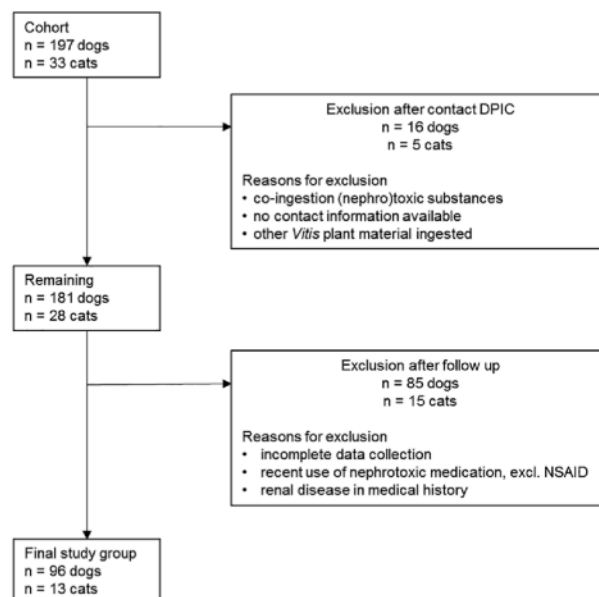 Cohort
n = 197 dogs
n = 33 cats
Exclusion after contact DPIC
n = 16 dogs
n = 5 cats
Reasons for exclusion
• co-ingestion (nephro)toxic substances
• no contact information available
• other Vitis plant material ingested
Remaining
n = 181 dogs
n = 28 cats
Exclusion after follow up
n = 85 dogs
n = 15 cats
Reasons for exclusion
• incomplete data collection
• recent use of nephrotoxic medication, excl. NSAID
• renal disease in medical history
Final study group
n = 96 dogs
n = 13 cats